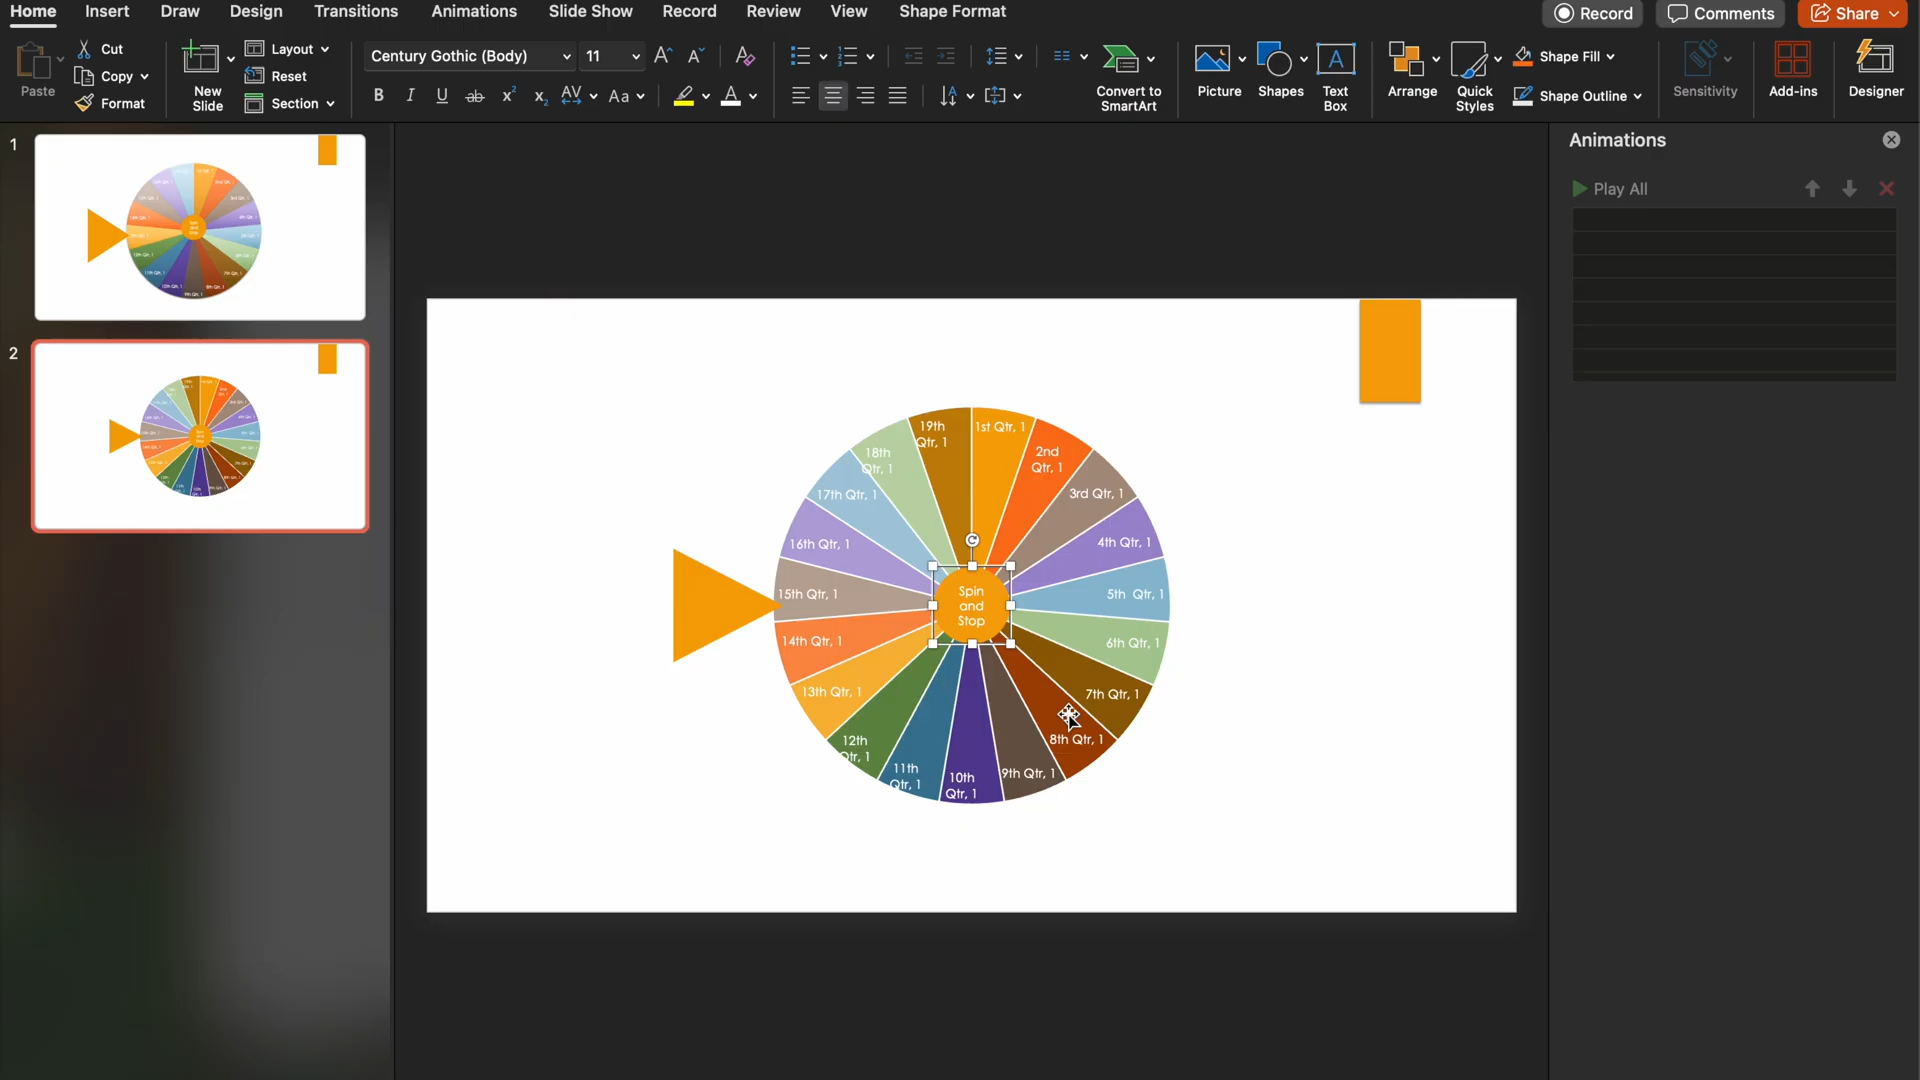 Home Insert Draw Design Transitions Animations Slide Show Record Review View Shape Format
Record Comments Share
Paste
Cut
Copy
Format
New
Slide
Layout
Reset
Section
Century Gothic (Body) 11
Convert to
SmartArt
Picture
Shapes
Text
Box
Arrange
Quick
Styles
Shape Fill
Shape Outline
Sensitivity
Add-ins
Designer
1
2
Animations
Play All
1st Qtr, 1
2nd
Qtr, 1
3rd Qtr, 1
4th Qtr, 1
5th Qtr, 1
6th Qtr, 1
7th Qtr, 1
8th Qtr, 1
9th Qtr, 1
10th
Qtr, 1
11th
Qtr, 1
12th
Qtr, 1
13th Qtr, 1
14th Qtr, 1
15th Qtr, 1
16th Qtr, 1
17th Qtr, 1
18th
Qtr, 1
19th
Qtr, 1
Spin
and
Stop